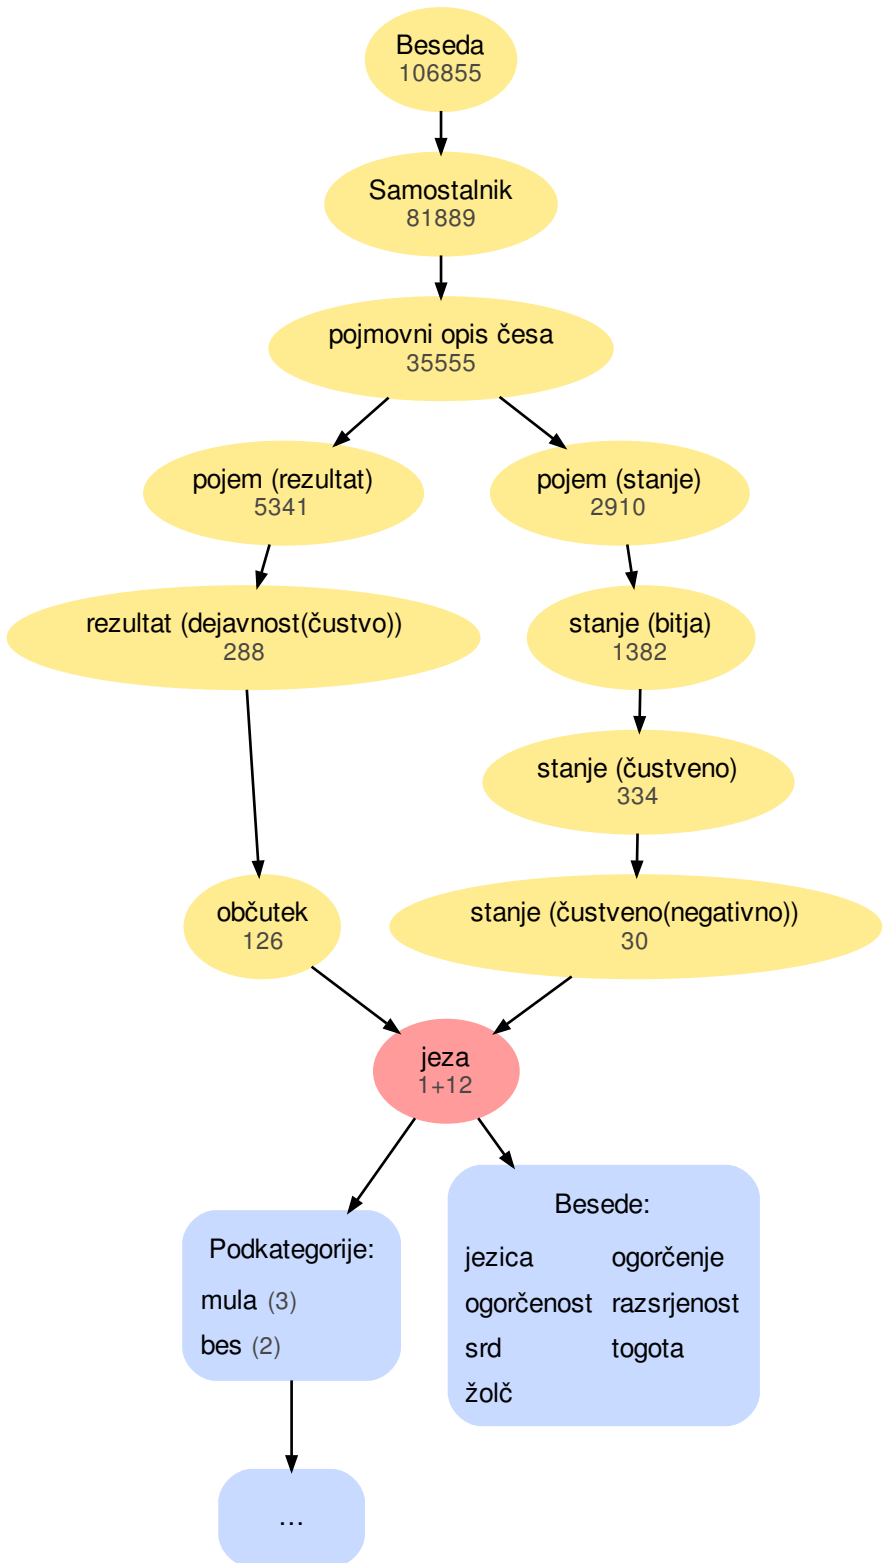 Beseda
106855
Samostalnik
81889
pojmovni opis česa
35555
pojem (rezultat)
5341
pojem (stanje)
2910
rezultat (dejavnost(čustvo))
288
stanje (bitja)
1382
stanje (čustveno)
334
občutek
126
stanje (čustveno(negativno))
30
jeza
1+12
Podkategorije:
mula (3)
bes (2)
Besede:
jezica ogorčenje
ogorčenost razsrjenost
srd togota
žolč
…